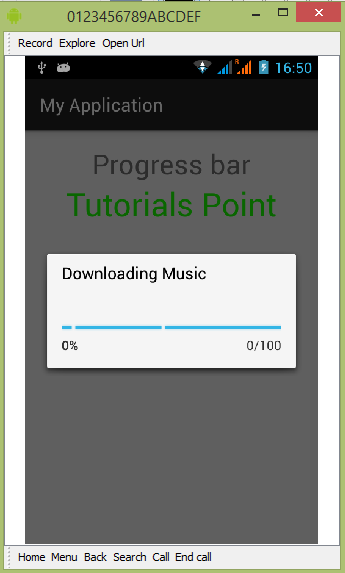 0123456789ABCDEF
Record Explore Open Url
R 16:50
My Application
Progress bar
Tutorials Point
Downloading Music
0% 0/100
Home Menu Back Search Call End call